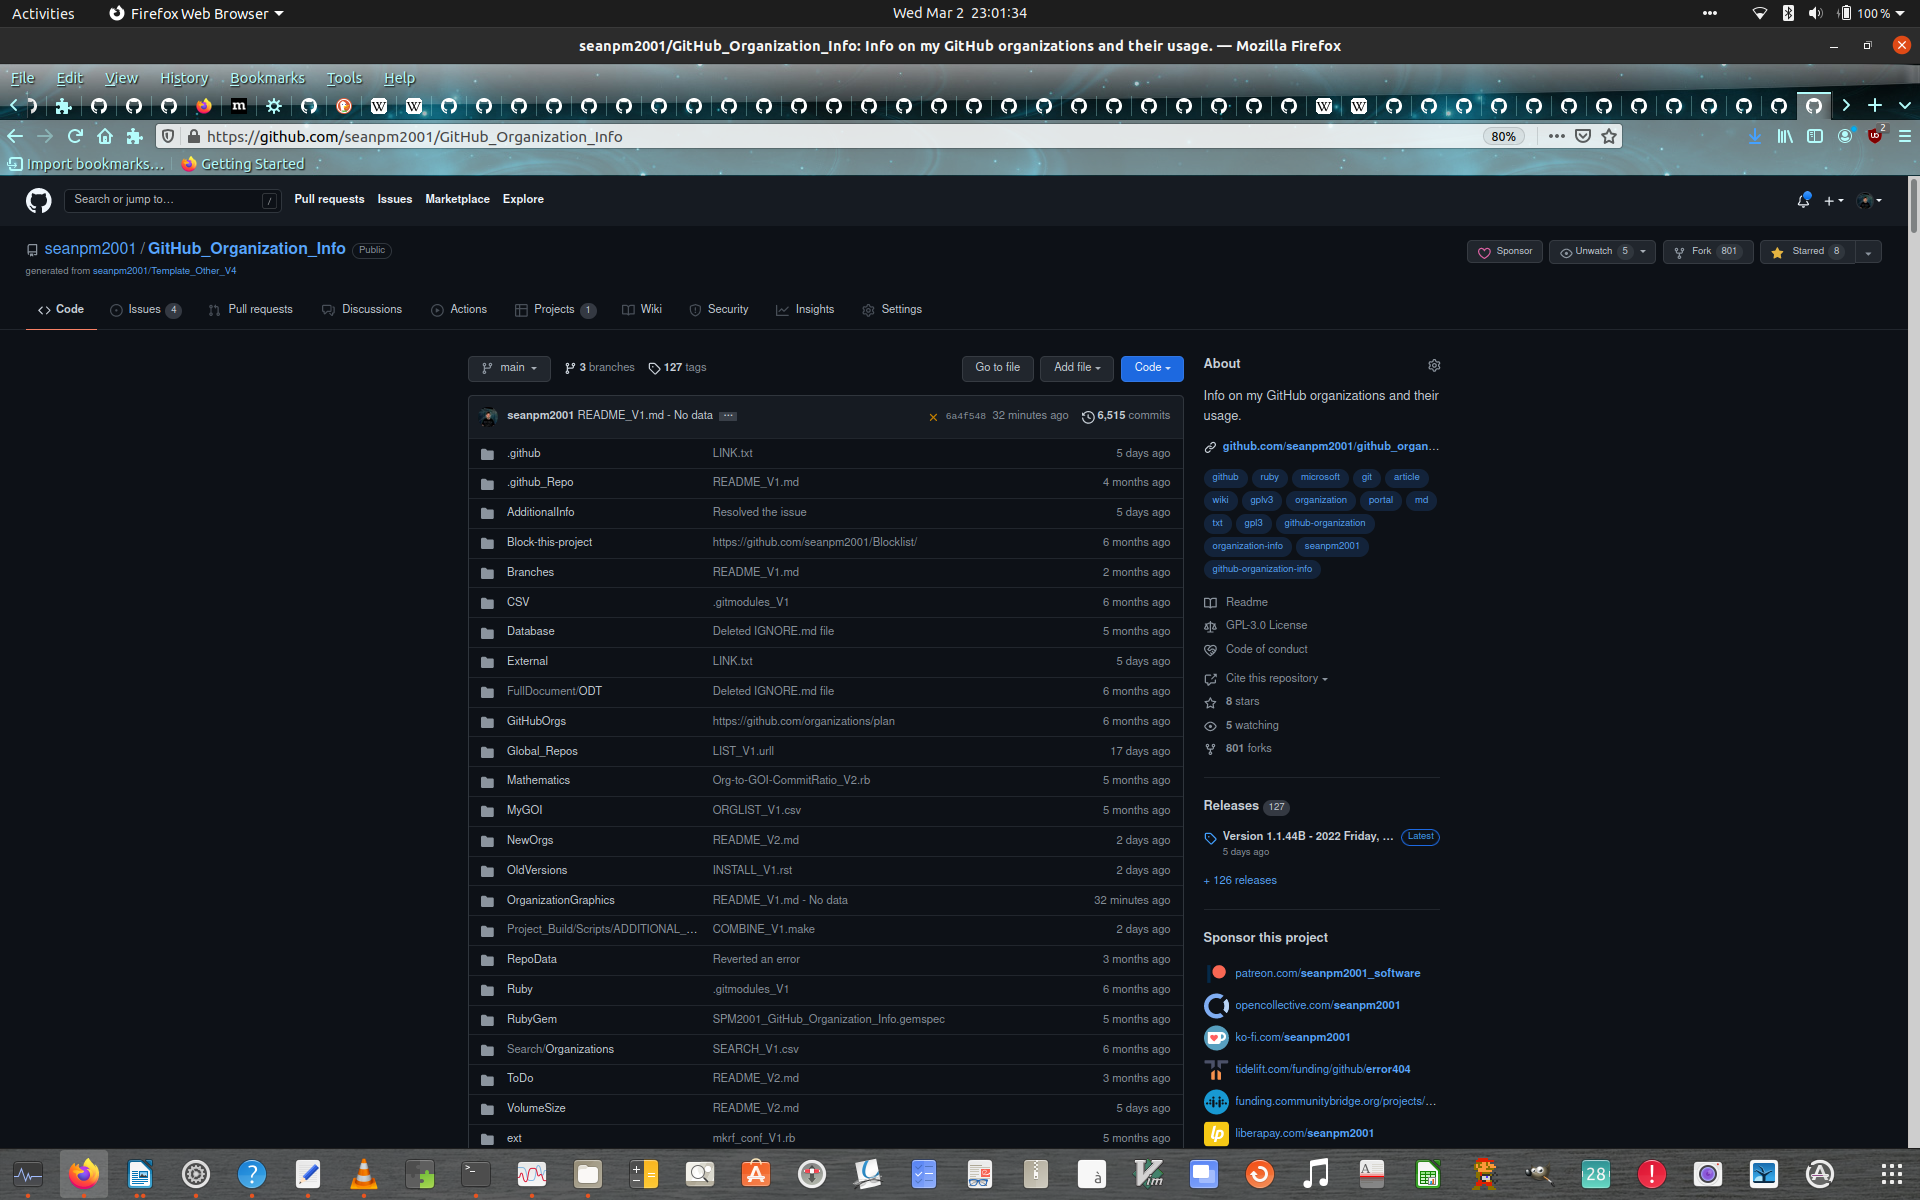 Activities
Firefox Web Browser
Wed Mar 2 23:01:34
100 %
seanpm2001/GitHub_Organization_Info: Info on my GitHub organizations and their usage. — Mozilla Firefox
File Edit View History Bookmarks Tools Help
https://github.com/seanpm2001/GitHub_Organization_Info
80%
2
Import bookmarks...
Getting Started
Search or jump to...
/
Pull requests Issues Marketplace Explore
seanpm2001 / GitHub_Organization_Info Public
generated from seanpm2001/Template_Other_V4
Sponsor
Unwatch 5
Fork 801
Starred 8
Code
Issues 4
Pull requests
Discussions
Actions
Projects 1
Wiki
Security
Insights
Settings
main
3 branches
127 tags
Go to file
Add file
Code
seanpm2001 README_V1.md - No data ...
6a4f548 32 minutes ago 6,515 commits
.github LINK.txt 5 days ago
.github_Repo README_V1.md 4 months ago
AdditionalInfo Resolved the issue 5 days ago
Block-this-project https://github.com/seanpm2001/Blocklist/ 6 months ago
Branches README_V1.md 2 months ago
CSV .gitmodules_V1 6 months ago
Database Deleted IGNORE.md file 5 months ago
External LINK.txt 5 days ago
FullDocument/ODT Deleted IGNORE.md file 6 months ago
GitHubOrgs https://github.com/organizations/plan 6 months ago
Global_Repos LIST_V1.urll 17 days ago
Mathematics Org-to-GOI-CommitRatio_V2.rb 5 months ago
MyGOI ORGLIST_V1.csv 5 months ago
NewOrgs README_V2.md 2 days ago
OldVersions INSTALL_V1.rst 2 days ago
OrganizationGraphics README_V1.md - No data 32 minutes ago
Project_Build/Scripts/ADDITIONAL_... COMBINE_V1.make 2 days ago
RepoData Reverted an error 3 months ago
Ruby .gitmodules_V1 6 months ago
RubyGem SPM2001_GitHub_Organization_Info.gemspec 5 months ago
Search/Organizations SEARCH_V1.csv 6 months ago
ToDo README_V2.md 3 months ago
VolumeSize README_V2.md 5 days ago
ext mkrf_conf_V1.rb 5 months ago
About
Info on my GitHub organizations and their
usage.
github.com/seanpm2001/github_organ...
github ruby microsoft git article
wiki gplv3 organization portal md
txt gpl3 github-organization
organization-info seanpm2001
github-organization-info
Readme
GPL-3.0 License
Code of conduct
Cite this repository
8 stars
5 watching
801 forks
Releases 127
Version 1.1.44B - 2022 Friday, ... Latest
5 days ago
+ 126 releases
Sponsor this project
patreon.com/seanpm2001_software
opencollective.com/seanpm2001
ko-fi.com/seanpm2001
tidelift.com/funding/github/error404
funding.communitybridge.org/projects/...
liberapay.com/seanpm2001
28